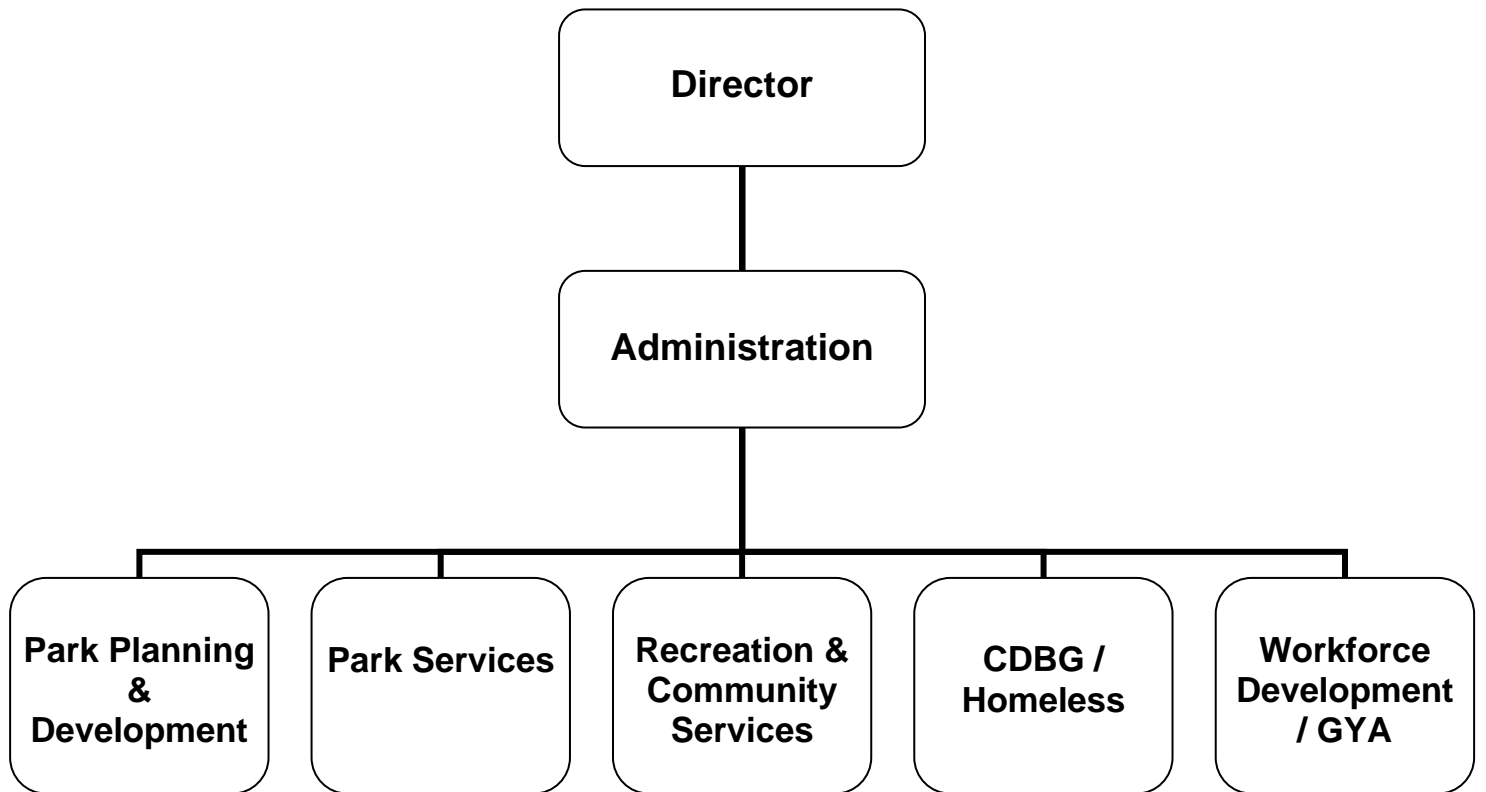 Director
Administration
Park Planning
&
Development
Park Services
Recreation &
Community
Services
CDBG /
Homeless
Workforce
Development
/ GYA